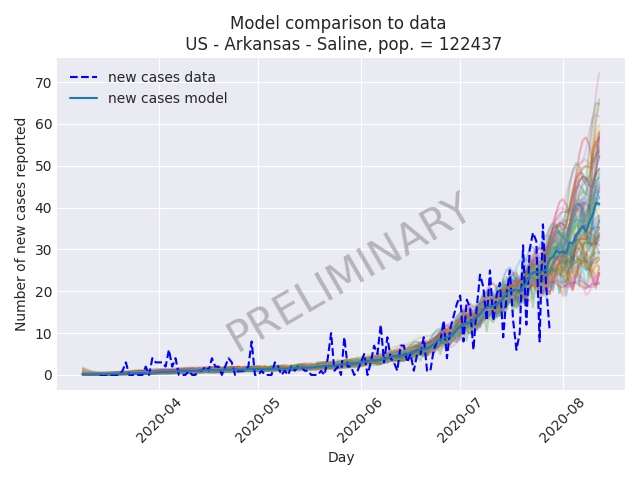 Model comparison to data
US - Arkansas - Saline, pop. = 122437
new cases data
new cases model
PRELIMINARY
Number of new cases reported
70
60
50
40
30
20
10
0
2020-04
2020-05
2020-06
2020-07
2020-08
Day